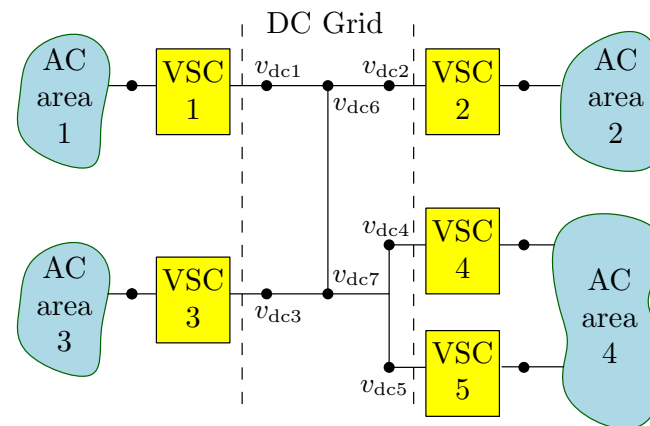 DC Grid
AC
area
1
VSC
1
v_dc1
v_dc2
v_dc6
VSC
2
AC
area
2
AC
area
3
VSC
3
v_dc3
v_dc7
v_dc4
VSC
4
v_dc5
VSC
5
AC
area
4